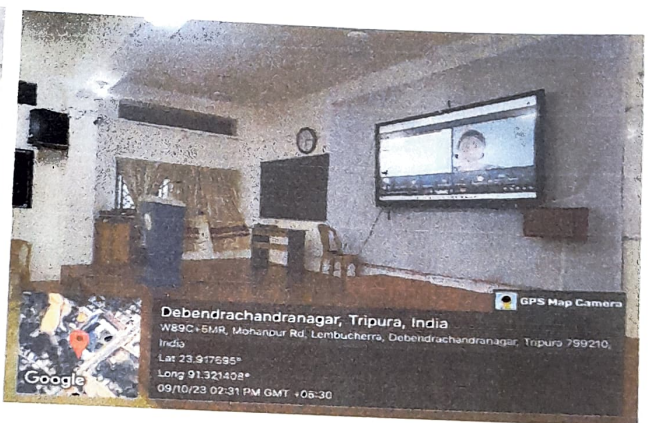 GPS Map Camera
Debendrachandranagar, Tripura, India
W89C+5MR, Mohanpur Rd, Lembucherra, Debendrachandranagar, Tripura 799210,
India
Lat 23.917695°
Long 91.321408°
09/10/23 02:31 PM GMT +05:30
Google